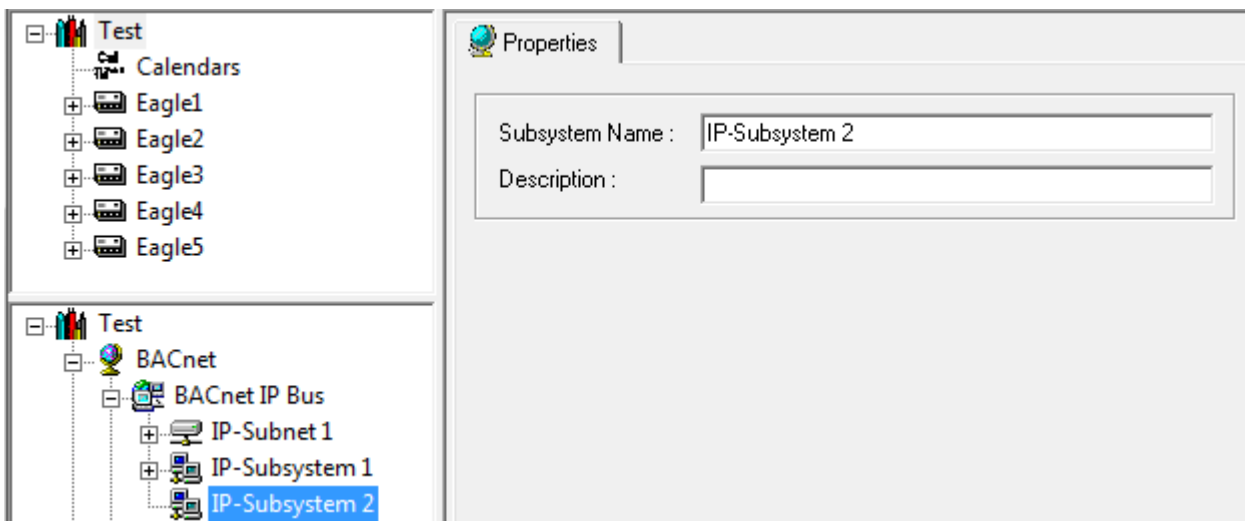 Test
Calendars
Eagle1
Eagle2
Eagle3
Eagle4
Eagle5
Test
BACnet
BACnet IP Bus
IP-Subnet 1
IP-Subsystem 1
IP-Subsystem 2
Properties
Subsystem Name : IP-Subsystem 2
Description :